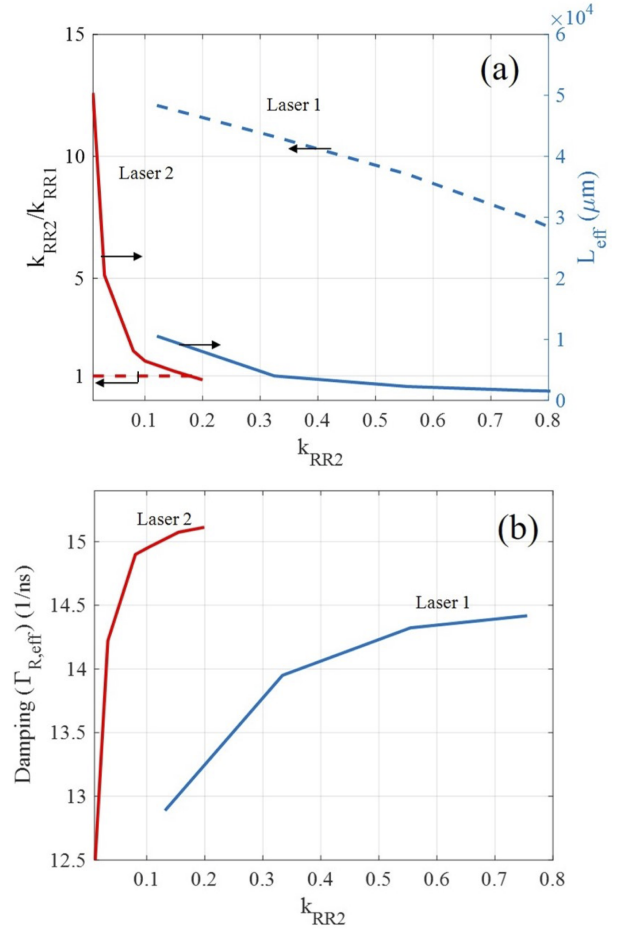 ×10⁴
15
10
5
1
k_RR2/k_RR1
(a)
Laser 1
Laser 2
6
5
4
3
2
1
0
L_eff (μm)
0.1 0.2 0.3 0.4 0.5 0.6 0.7 0.8
k_RR2
(b)
Laser 2
Laser 1
15
14.5
14
13.5
13
12.5
Damping (Γ_R,eff) (1/ns)
0.1 0.2 0.3 0.4 0.5 0.6 0.7 0.8
k_RR2